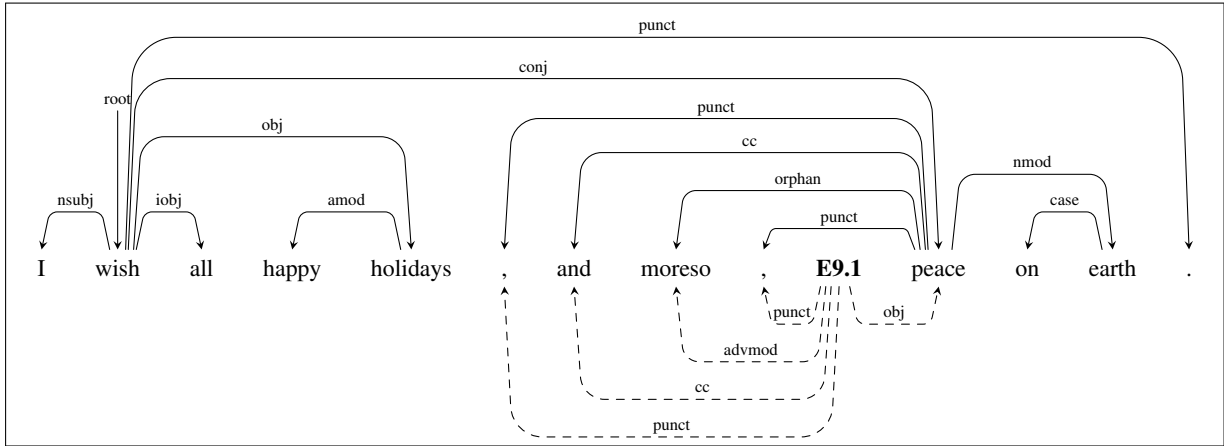 punct
conj
root
punct
obj
cc
nmod
orphan
nsubj iobj amod punct case
I wish all happy holidays , and moreso , E9.1 peace on earth .
punct obj
advmod
cc
punct